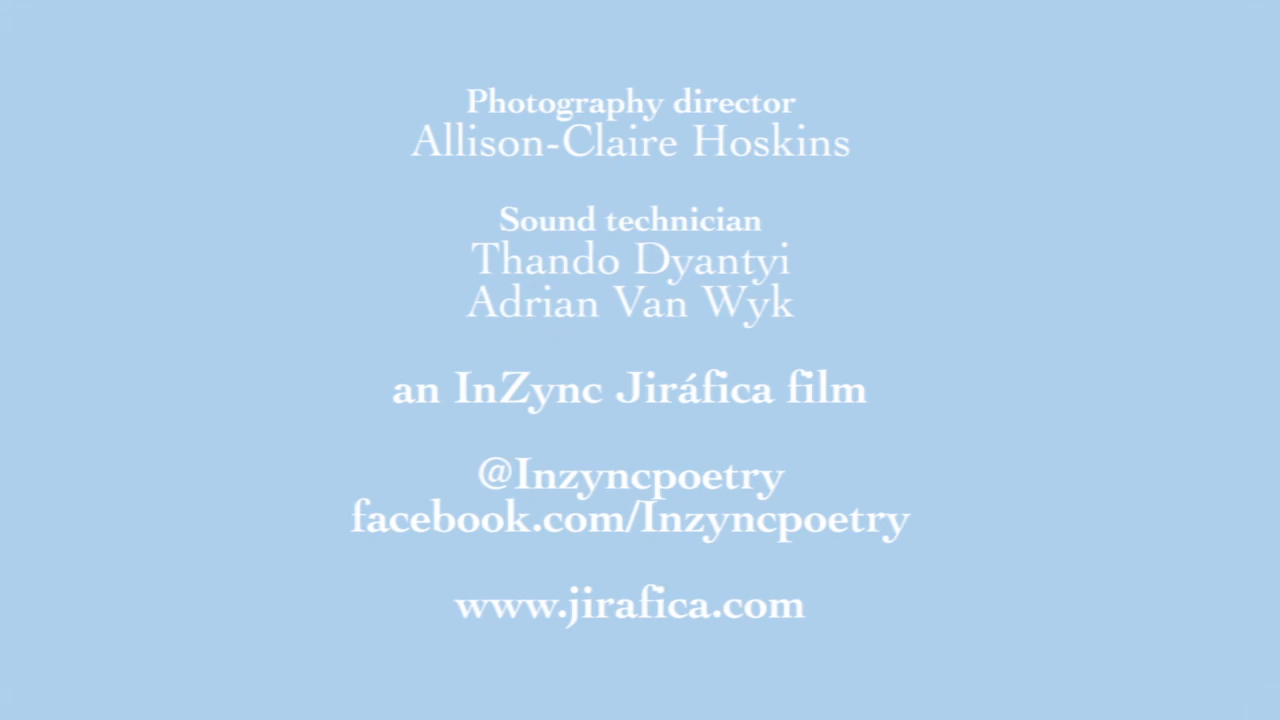 Photography director
Allison-Claire Hoskins
Sound technician
Thando Dyantyi
Adrian Van Wyk
an InZync Jiráfica film
@Inzyncpoetry
facebook.com/Inzyncpoetry
www.jirafica.com